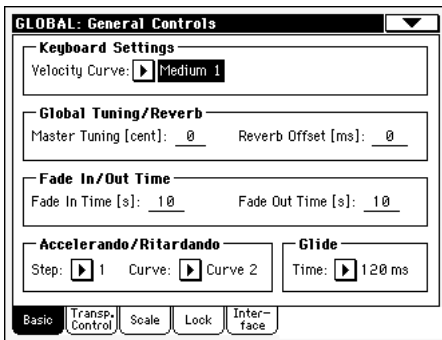 GLOBAL: General Controls
Keyboard Settings
Velocity Curve: Medium 1
Global Tuning/Reverb
Master Tuning [cent]: 0 Reverb Offset [ms]: 0
Fade In/Out Time
Fade In Time [s]: 10 Fade Out Time [s]: 10
Accelerando/Ritardando
Step: 1 Curve: Curve 2
Glide
Time: 120 ms
Basic
Transp.
Control
Scale
Lock
Inter-
face